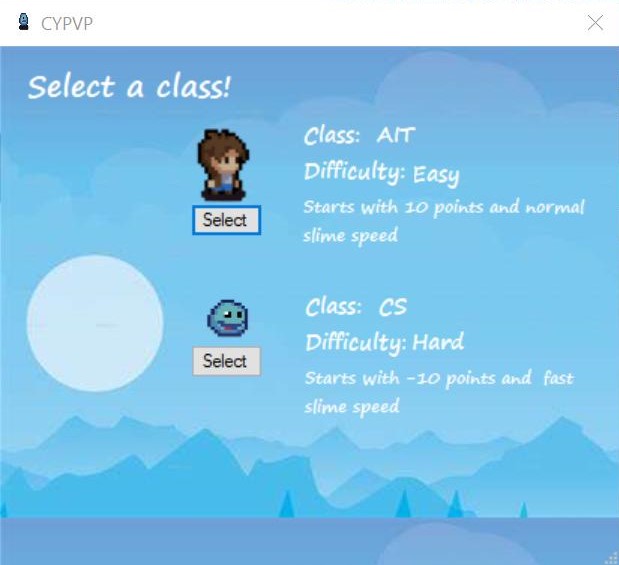 CYPVP
Select a class!
Class: AIT
Difficulty: Easy
Starts with 10 points and normal
slime speed
Select
Class: CS
Difficulty: Hard
Starts with -10 points and fast
slime speed
Select